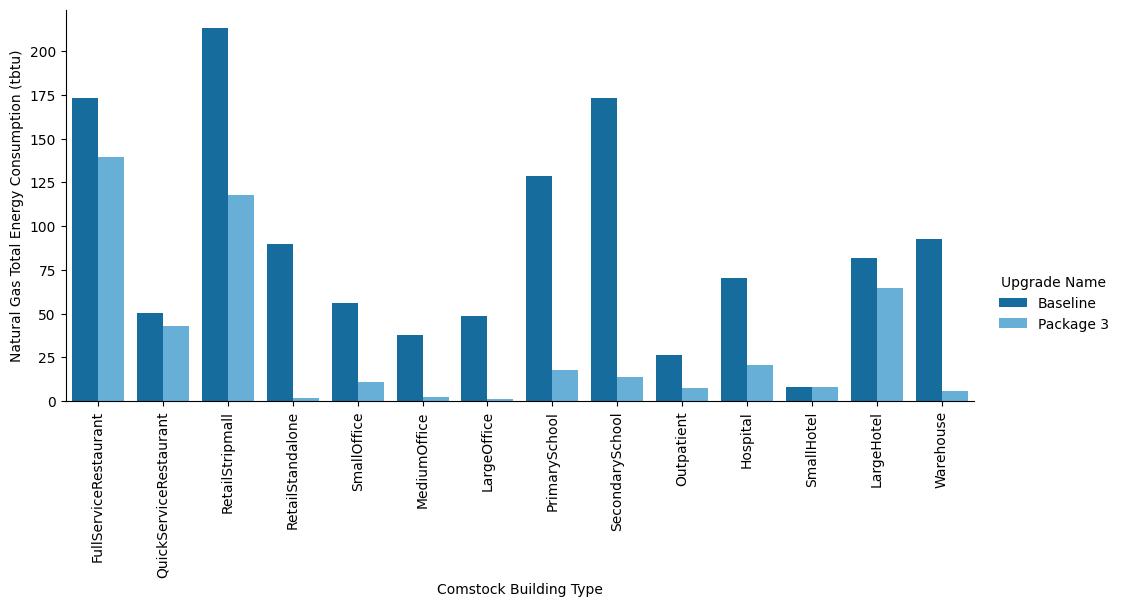 Natural Gas Total Energy Consumption (tbtu)
200
175
150
125
100
75
50
25
0
FullServiceRestaurant
QuickServiceRestaurant
RetailStripmall
RetailStandalone
SmallOffice
MediumOffice
LargeOffice
PrimarySchool
SecondarySchool
Outpatient
Hospital
SmallHotel
LargeHotel
Warehouse
Comstock Building Type
Upgrade Name
Baseline
Package 3